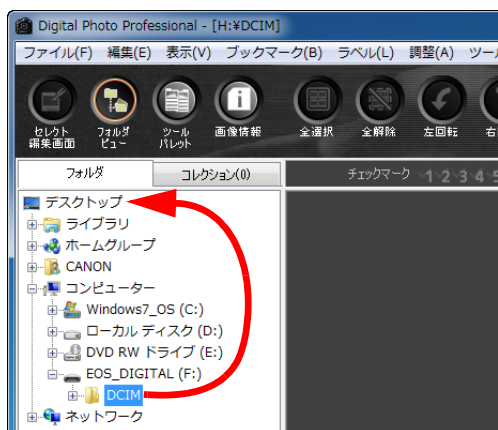 Digital Photo Professional - [H:¥DCIM]
ファイル(F) 編集(E) 表示(V) ブックマーク(B) ラベル(L) 調整(A) ツール
セレクト編集画面 フォルダビュー ツールパレット 画像情報 全選択 全解除 左回転 右
フォルダ コレクション(0) チェックマーク 1 2 3 4 5
デスクトップ
ライブラリ
ホームグループ
CANON
コンピューター
Windows7_OS (C:)
ローカル ディスク (D:)
DVD RW ドライブ (E:)
EOS_DIGITAL (F:)
DCIM
ネットワーク